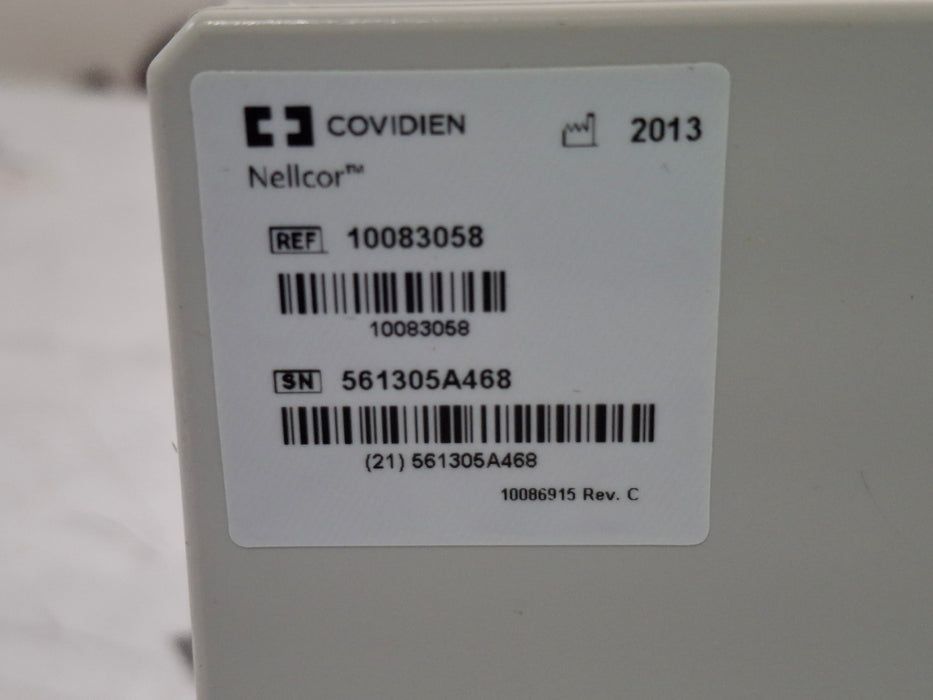 COVIDIEN 2013
Nellcor™
REF 10083058
10083058
SN 561305A468
(21) 561305A468
10086915 Rev. C